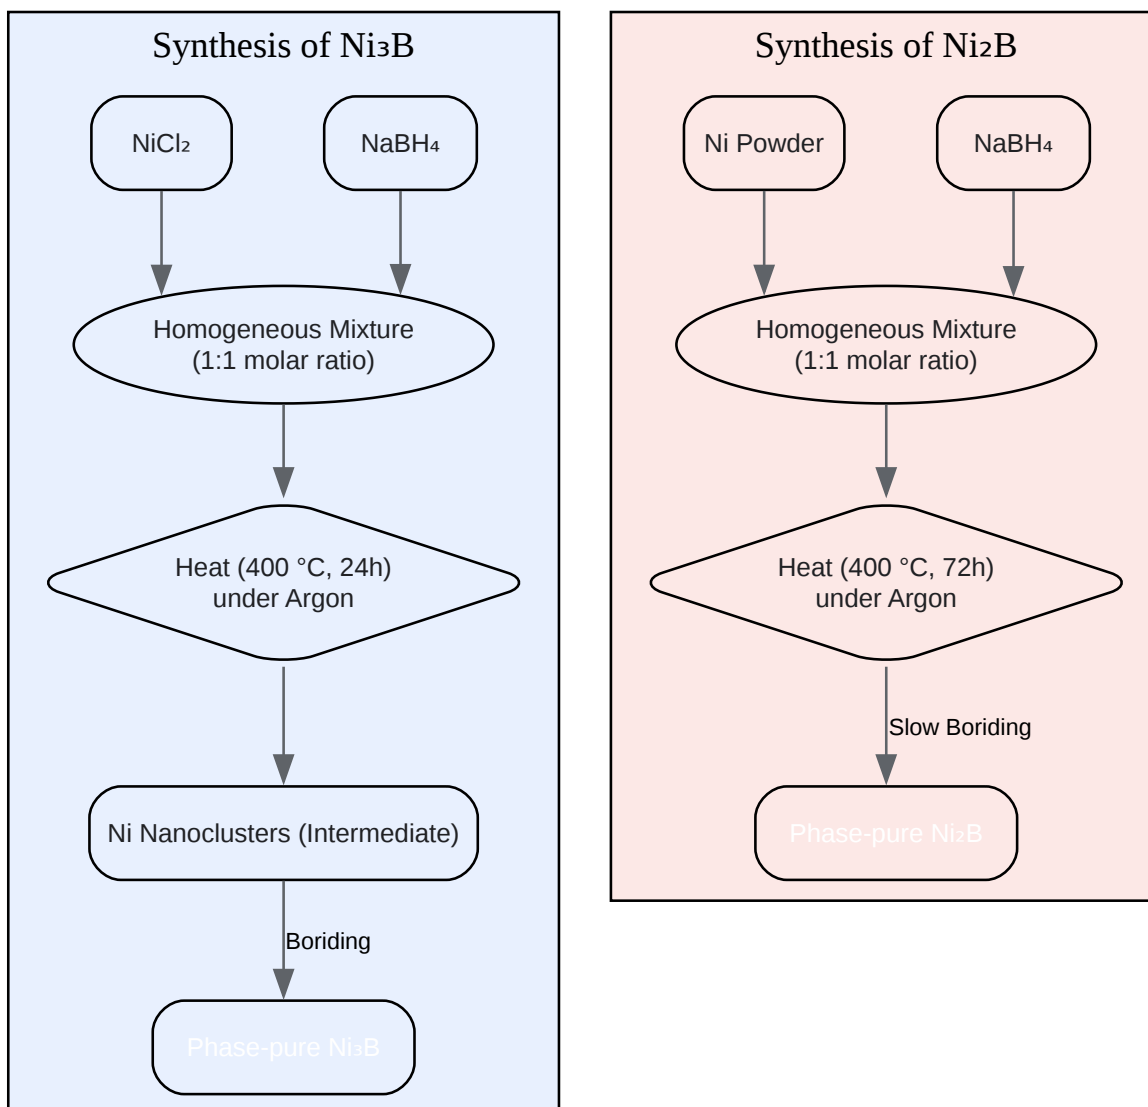 Synthesis of Ni₃B
NiCl₂
NaBH₄
Homogeneous Mixture
(1:1 molar ratio)
Heat (400 °C, 24h)
under Argon
Ni Nanoclusters (Intermediate)
Boriding
Phase-pure Ni₃B
Synthesis of Ni₂B
Ni Powder
NaBH₄
Homogeneous Mixture
(1:1 molar ratio)
Heat (400 °C, 72h)
under Argon
Slow Boriding
Phase-pure Ni₂B